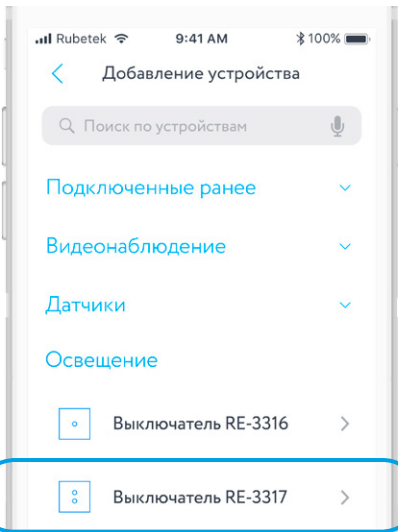 Rubetek 9:41 AM 100%
Добавление устройства
Поиск по устройствам
Подключенные ранее
Видеонаблюдение
Датчики
Освещение
Выключатель RE-3316
Выключатель RE-3317